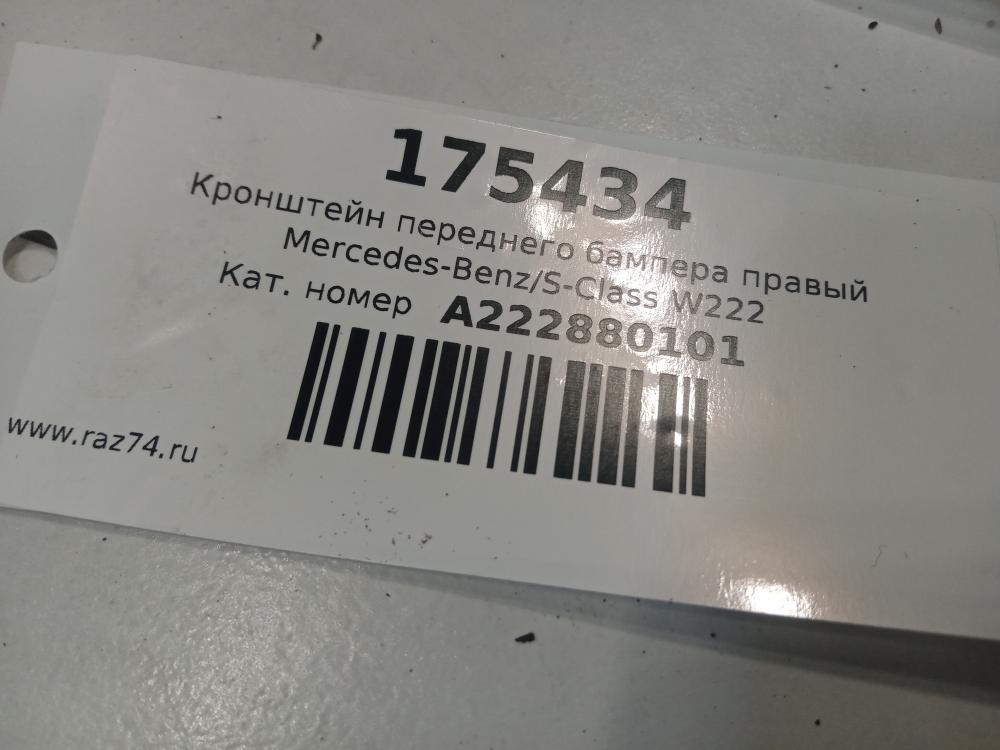 175434
Кронштейн переднего бампера правый
Mercedes-Benz/S-Class W222
Кат. номер A222880101
www.raz74.ru